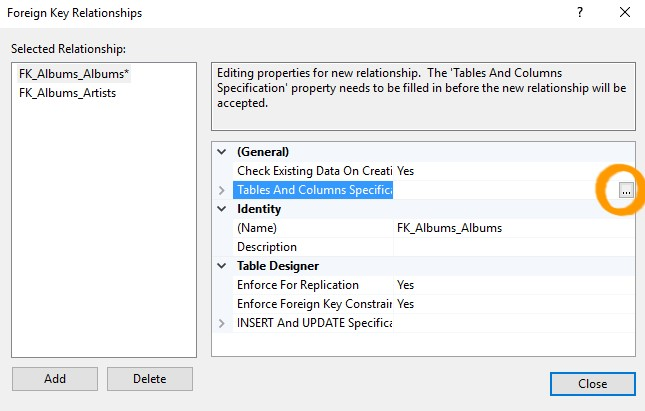 Foreign Key Relationships
?
Selected Relationship:
FK_Albums_Albums*
FK_Albums_Artists
Editing properties for new relationship. The 'Tables And Columns
Specification' property needs to be filled in before the new relationship will be
accepted.
(General)
Check Existing Data On Creati Yes
Tables And Columns Specifica ...
Identity
(Name) FK_Albums_Albums
Description
Table Designer
Enforce For Replication Yes
Enforce Foreign Key Constrain Yes
INSERT And UPDATE Specifica
Add Delete
Close